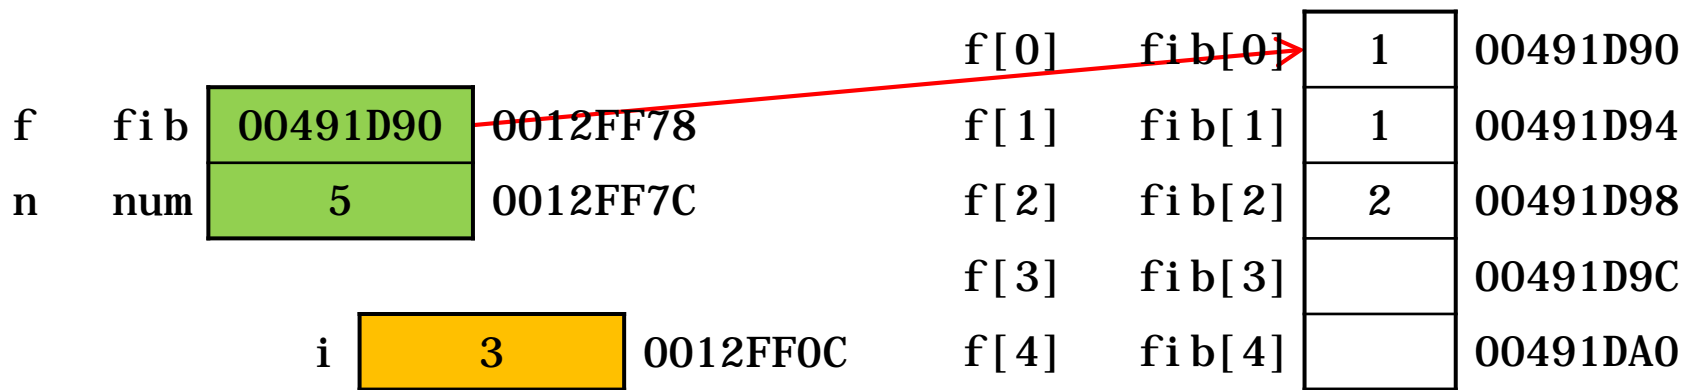 f[0] fib[0] 1 00491D90
f fib 00491D90 0012FF78 f[1] fib[1] 1 00491D94
n num 5 0012FF7C f[2] fib[2] 2 00491D98
f[3] fib[3] 00491D9C
i 3 0012FF0C f[4] fib[4] 00491DA0